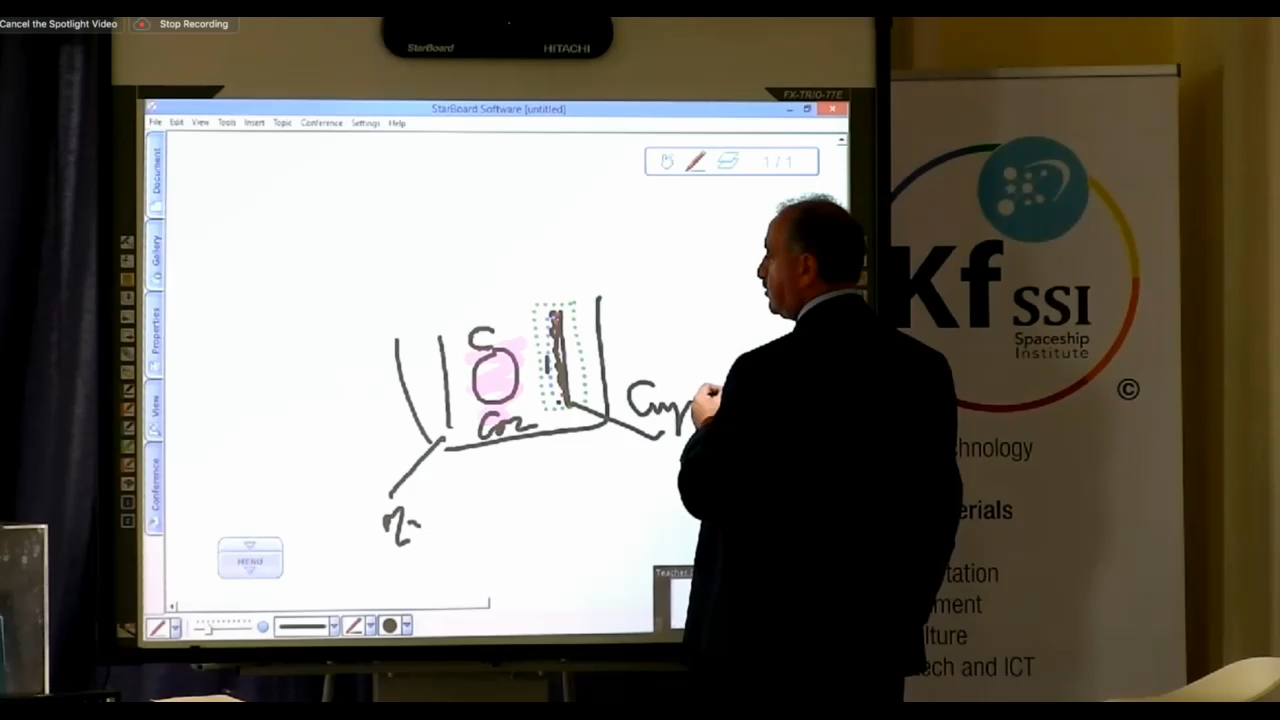 Cancel the Spotlight Video
Stop Recording
StarBoard
HITACHI
FX-TRIO-77E
StarBoard Software [untitled]
File Edit View Tools Insert Topic Conference Settings Help
Document
Gallery
Properties
View
Conference
1 / 1
C
CO2
MENU
Teacher
Kf
SSI
Spaceship
Institute
©
chnology
erials
tation
ment
lture
ech and ICT